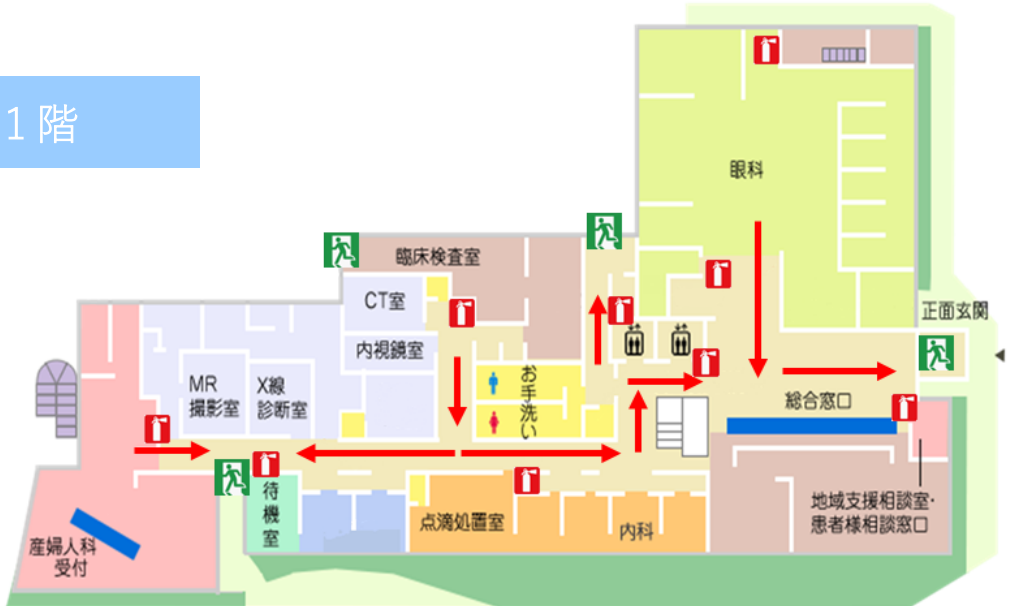 1階
眼科
臨床検査室
CT室
正面玄関
内視鏡室
お手洗い
MR
撮影室
X線
診断室
総合窓口
待機室
点滴処置室
内科
地域支援相談室・
患者様相談窓口
産婦人科
受付